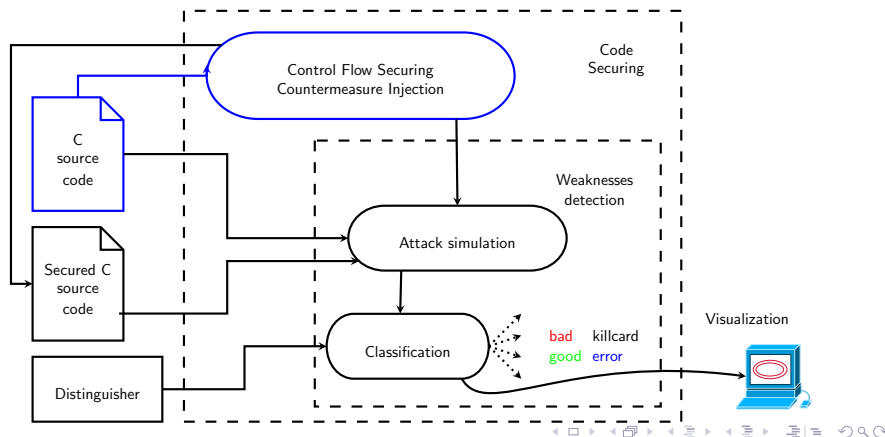 Control Flow Securing
Countermeasure Injection
Code
Securing
C
source
code
Weaknesses
detection
Attack simulation
Secured C
source
code
Classification
bad killcard
good error
Visualization
Distinguisher